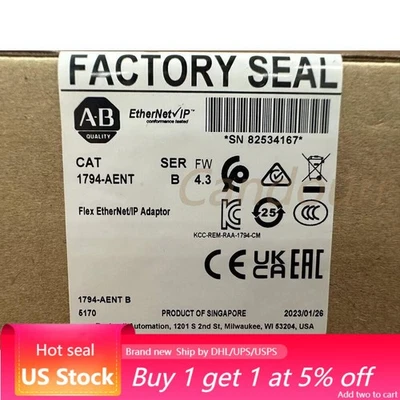 FACTORY SEAL
A-B
QUALITY
EtherNet/IP™
conformance tested
*SN 82534167*
CAT SER FW
1794-AENT B 4.3
Flex EtherNet/IP Adaptor
25
KCC-REM-RAA-1794-CM
CE UK CA EAC
1794-AENT B
5170 PRODUCT OF SINGAPORE 2023/01/26
Automation, 1201 S 2nd St, Milwaukee, WI 53204, USA
Hot seal
US Stock
Brand new Ship by DHL/UPS/USPS
Buy 1 get 1 at 5% off
Add two to cart